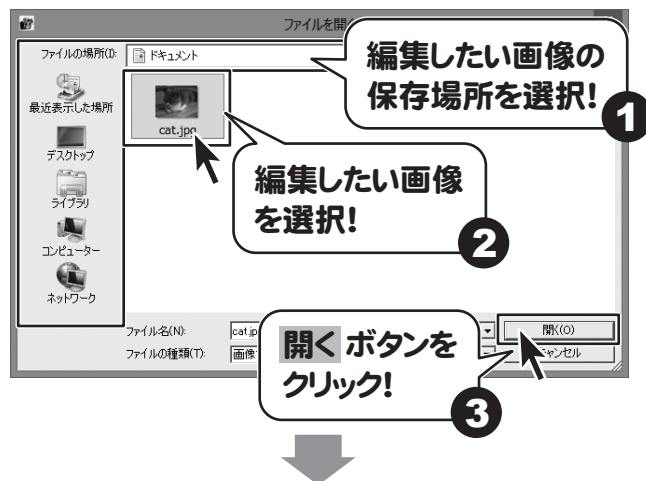 ファイルを開く
ファイルの場所(I):
ドキュメント
編集したい画像の
保存場所を選択!
1
最近表示した場所
cat.jpg
デスクトップ
編集したい画像
を選択!
2
ライブラリ
コンピューター
ネットワーク
ファイル名(N):
cat.jp
開く(O)
ファイルの種類(T):
画像
キャンセル
開く ボタンを
クリック!
3